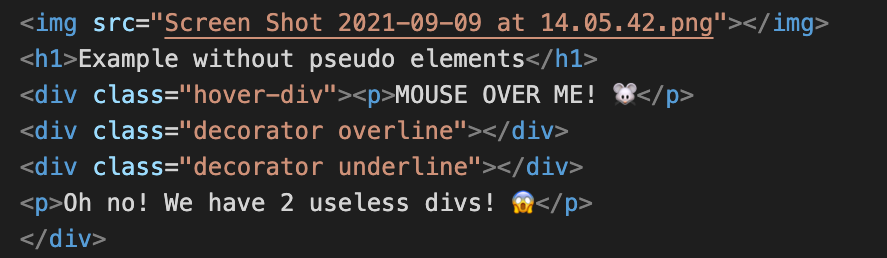 <img src="Screen Shot 2021-09-09 at 14.05.42.png"></img>
<h1>Example without pseudo elements</h1>
<div class="hover-div"><p>MOUSE OVER ME! 🐭</p>
<div class="decorator overline"></div>
<div class="decorator underline"></div>
<p>Oh no! We have 2 useless divs! 😱</p>
</div>